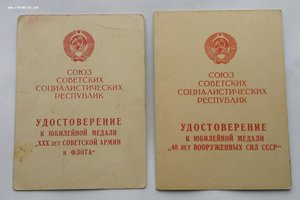 СОЮЗ
СОВЕТСКИХ
СОЦИАЛИСТИЧЕСКИХ
РЕСПУБЛИК
УДОСТОВЕРЕНИЕ
К ЮБИЛЕЙНОЙ МЕДАЛИ
"XXX ЛЕТ СОВЕТСКОЙ АРМИИ
И ФЛОТА"
СОЮЗ
СОВЕТСКИХ
СОЦИАЛИСТИЧЕСКИХ
РЕСПУБЛИК
УДОСТОВЕРЕНИЕ
К ЮБИЛЕЙНОЙ МЕДАЛИ
„40 ЛЕТ ВООРУЖЕННЫХ СИЛ СССР"